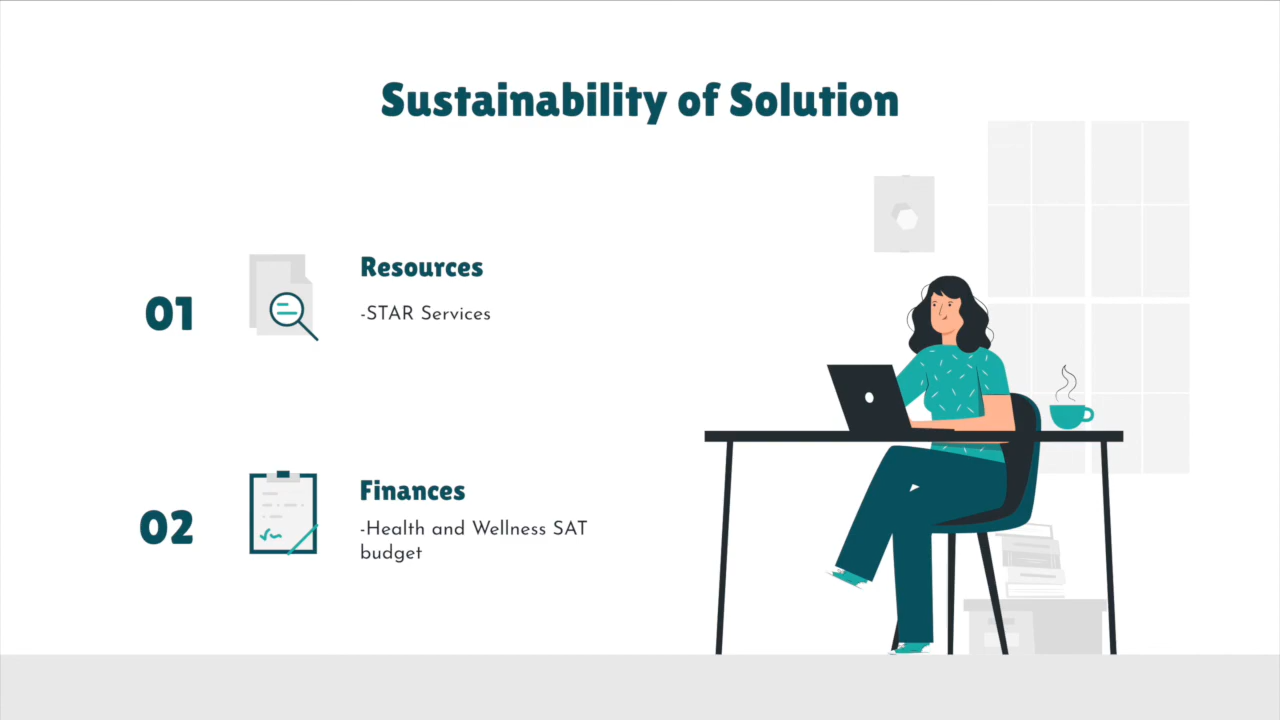 Sustainability of Solution
01
Resources
-STAR Services
02
Finances
-Health and Wellness SAT
budget